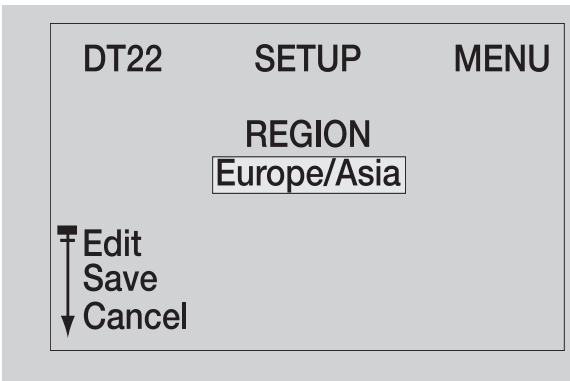 DT22 SETUP MENU
REGION
Europe/Asia
Edit
Save
Cancel